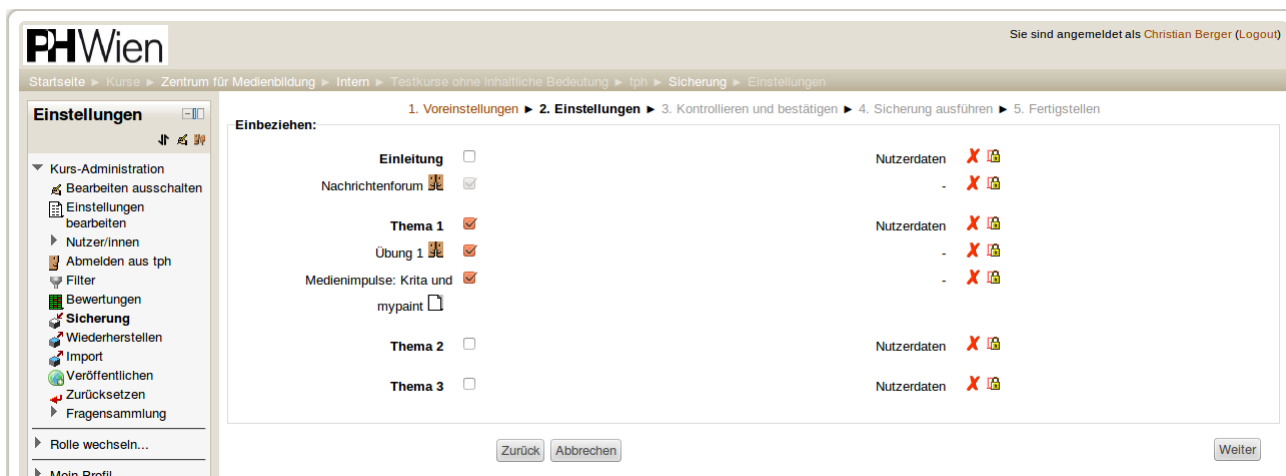 PH Wien
Sie sind angemeldet als Christian Berger (Logout)
Startseite ► Kurse ► Zentrum für Medienbildung ► Intern ► Testkurse ohne inhaltliche Bedeutung ► tph ► Sicherung ► Einstellungen
Einstellungen
Kurs-Administration
Bearbeiten ausschalten
Einstellungen
bearbeiten
Nutzer/innen
Abmelden aus tph
Filter
Bewertungen
Sicherung
Wiederherstellen
Import
Veröffentlichen
Zurücksetzen
Fragensammlung
Rolle wechseln...
Mein Profil
1. Voreinstellungen ► 2. Einstellungen ► 3. Kontrollieren und bestätigen ► 4. Sicherung ausführen ► 5. Fertigstellen
Einbeziehen:
Einleitung Nutzerdaten
Nachrichtenforum -
Thema 1 Nutzerdaten
Übung 1 -
Medienimpulse: Krita und -
mypaint
Thema 2 Nutzerdaten
Thema 3 Nutzerdaten
Zurück Abbrechen Weiter